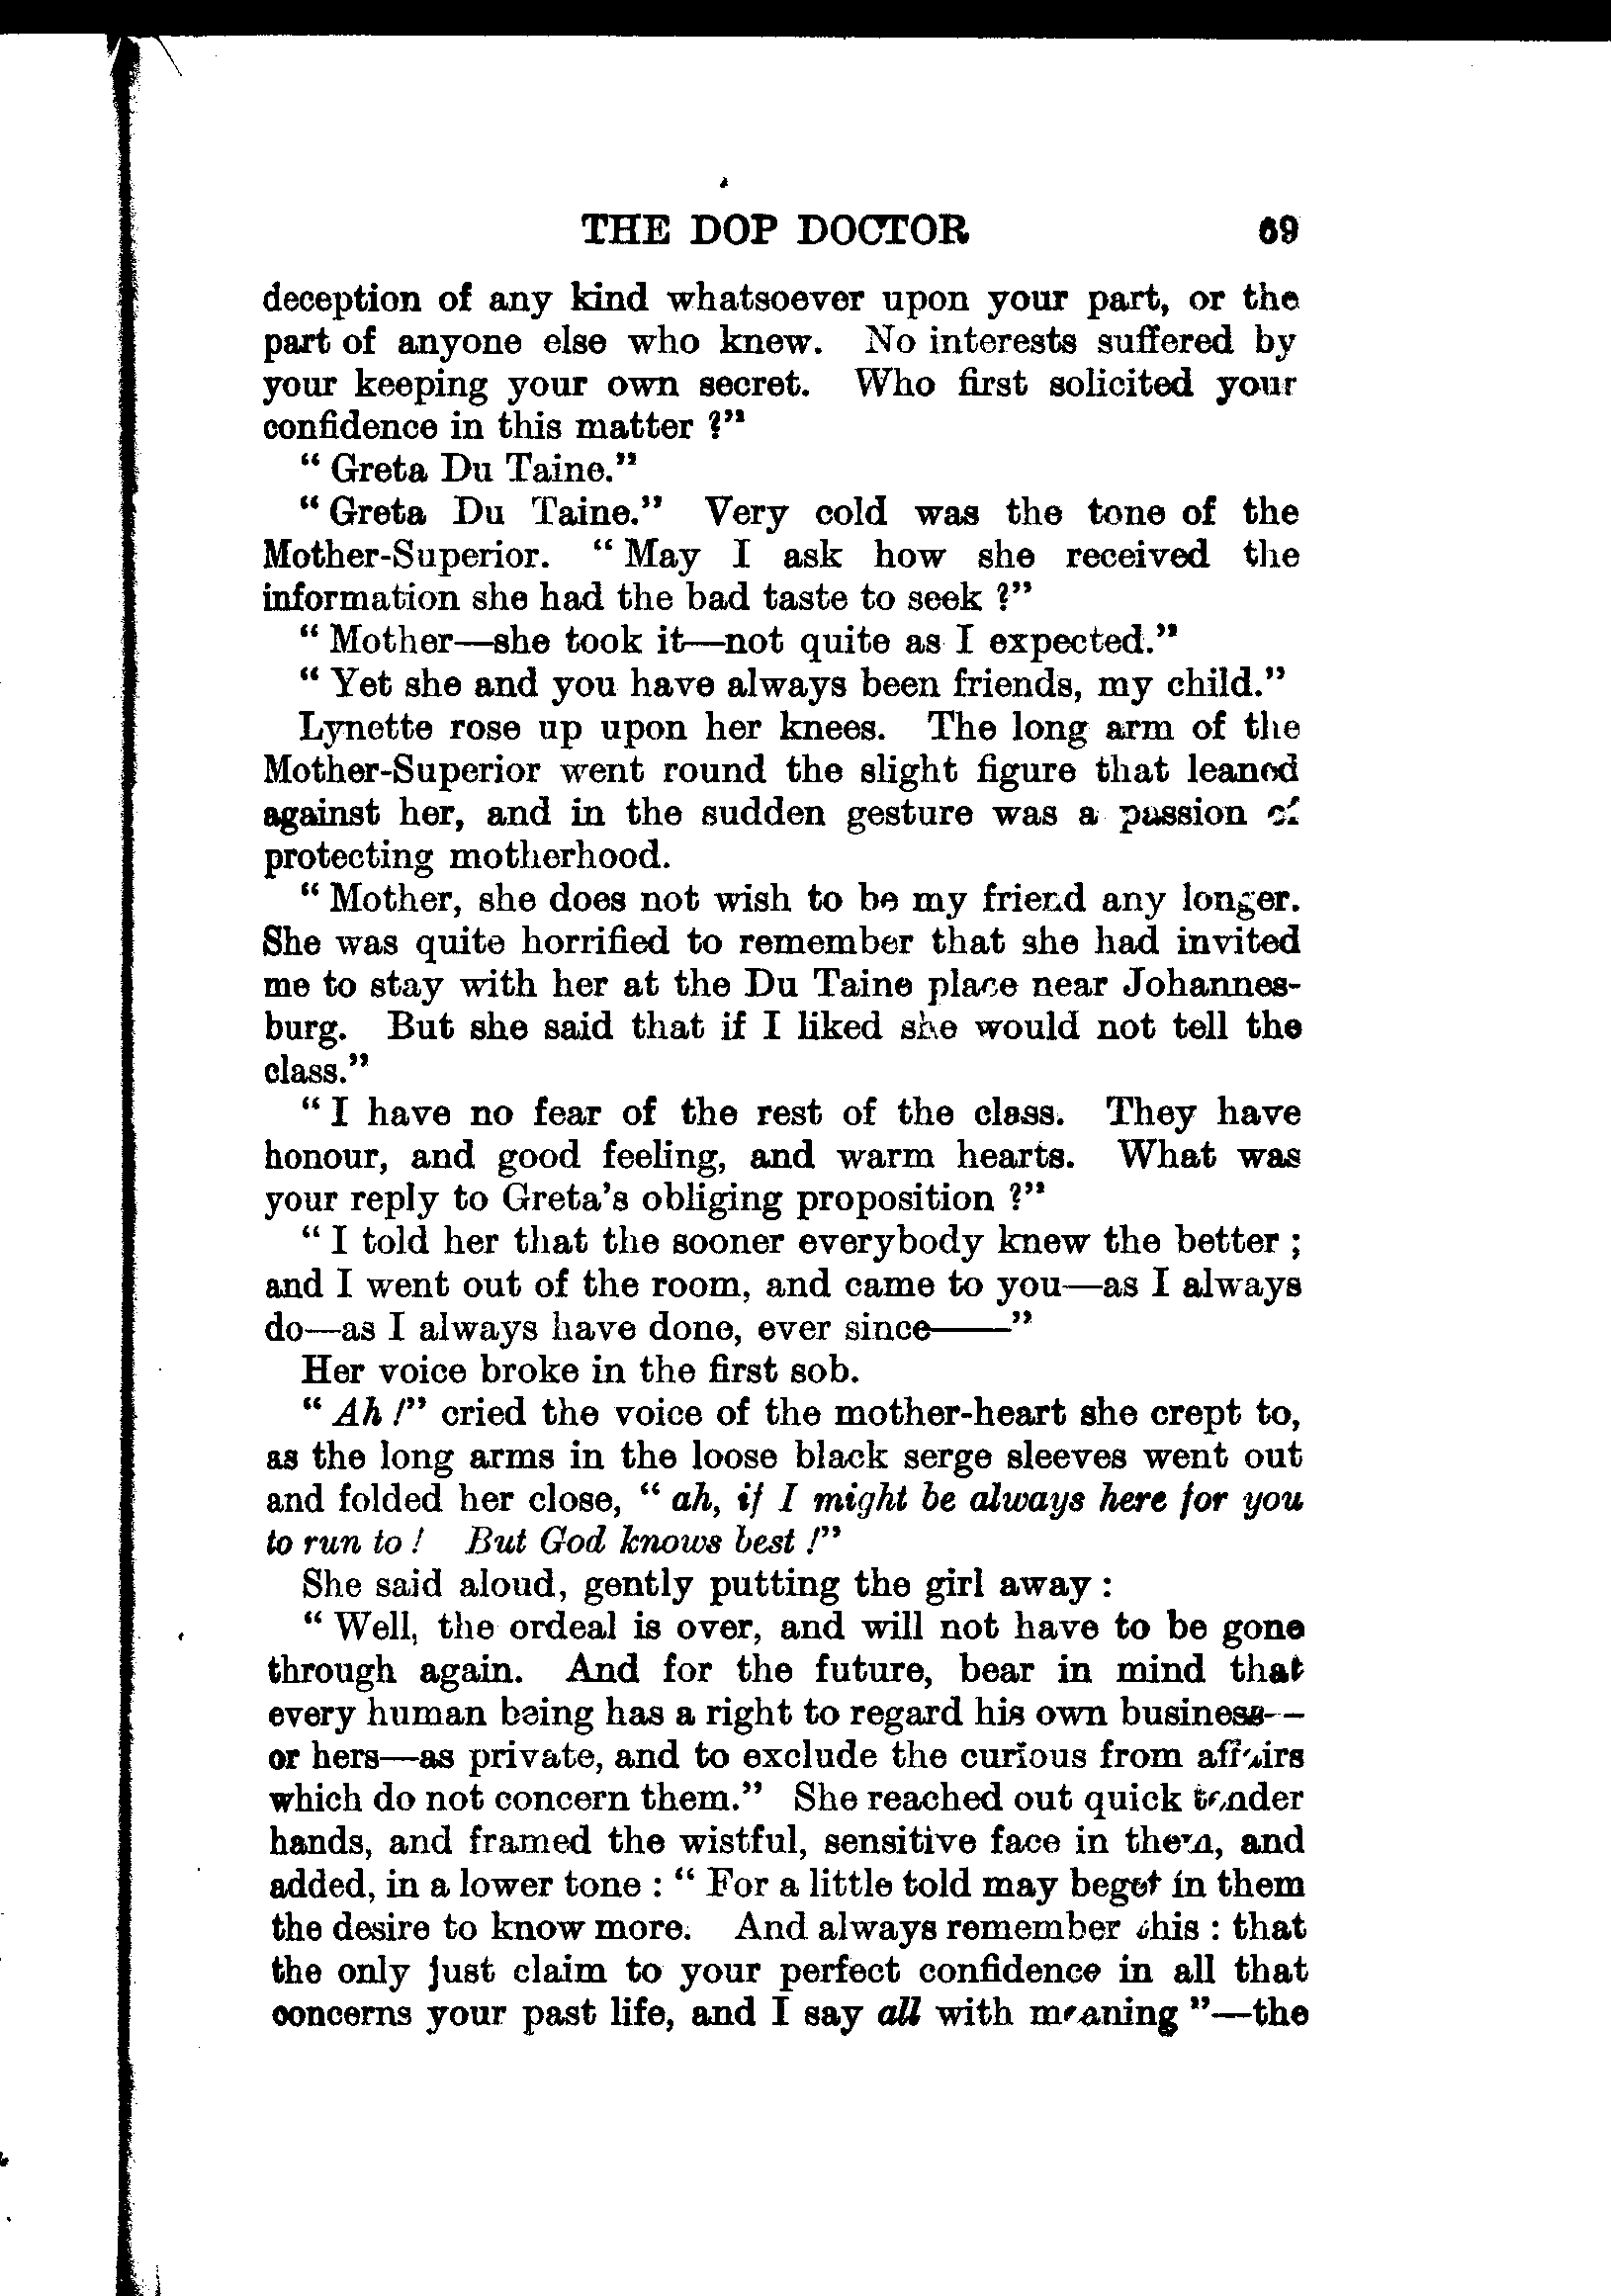 THE DOP DOCTOR 69
deception of any kind whatsoever upon your part, or the
part of anyone else who knew. No interests suffered by
your keeping your own secret. Who first solicited your
confidence in this matter ?"
" Greta Du Taine."
" Greta Du Taine." Very cold was the tone of the
Mother-Superior. " May I ask how she received the
information she had the bad taste to seek ?"
" Mother—she took it—not quite as I expected."
" Yet she and you have always been friends, my child."
Lynette rose up upon her knees. The long arm of the
Mother-Superior went round the slight figure that leaned
against her, and in the sudden gesture was a passion of
protecting motherhood.
" Mother, she does not wish to be my friend any longer.
She was quite horrified to remember that she had invited
me to stay with her at the Du Taine place near Johannes-
burg. But she said that if I liked she would not tell the
class."
" I have no fear of the rest of the class. They have
honour, and good feeling, and warm hearts. What was
your reply to Greta's obliging proposition ?"
" I told her that the sooner everybody knew the better ;
and I went out of the room, and came to you—as I always
do—as I always have done, ever since——"
Her voice broke in the first sob.
" Ah !" cried the voice of the mother-heart she crept to,
as the long arms in the loose black serge sleeves went out
and folded her close, " ah, if I might be always here for you
to run to ! But God knows best !"
She said aloud, gently putting the girl away :
" Well, the ordeal is over, and will not have to be gone
through again. And for the future, bear in mind that
every human being has a right to regard his own business—
or hers—as private, and to exclude the curious from affairs
which do not concern them." She reached out quick tender
hands, and framed the wistful, sensitive face in them, and
added, in a lower tone : " For a little told may beget in them
the desire to know more. And always remember this : that
the only just claim to your perfect confidence in all that
concerns your past life, and I say all with meaning "—the